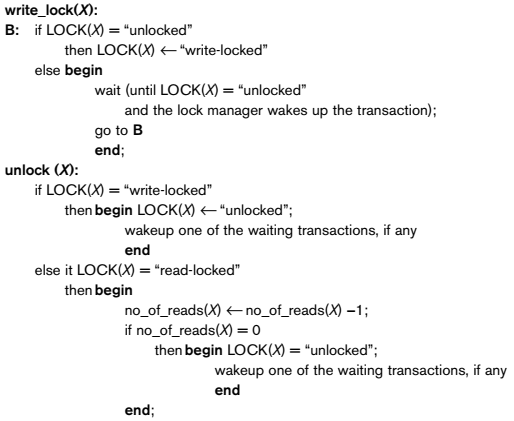 write_lock(X):
B: if LOCK(X) = “unlocked”
then LOCK(X) ← “write-locked”
else begin
wait (until LOCK(X) = “unlocked”
and the lock manager wakes up the transaction);
go to B
end;
unlock (X):
if LOCK(X) = “write-locked”
then begin LOCK(X) ← “unlocked”;
wakeup one of the waiting transactions, if any
end
else it LOCK(X) = “read-locked”
then begin
no_of_reads(X) ← no_of_reads(X) −1;
if no_of_reads(X) = 0
then begin LOCK(X) = “unlocked”;
wakeup one of the waiting transactions, if any
end
end;